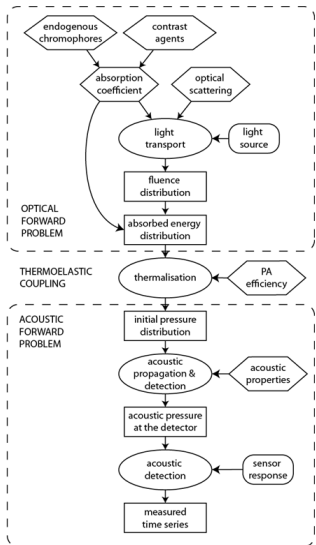 endogenous
chromophores
contrast
agents
absorption
coefficient
optical
scattering
light
transport
light
source
fluence
distribution
OPTICAL
FORWARD
PROBLEM
absorbed energy
distribution
THERMOELASTIC
COUPLING
thermalisation
PA
efficiency
ACOUSTIC
FORWARD
PROBLEM
initial pressure
distribution
acoustic
propagation &
detection
acoustic
properties
acoustic pressure
at the detector
acoustic
detection
sensor
response
measured
time series